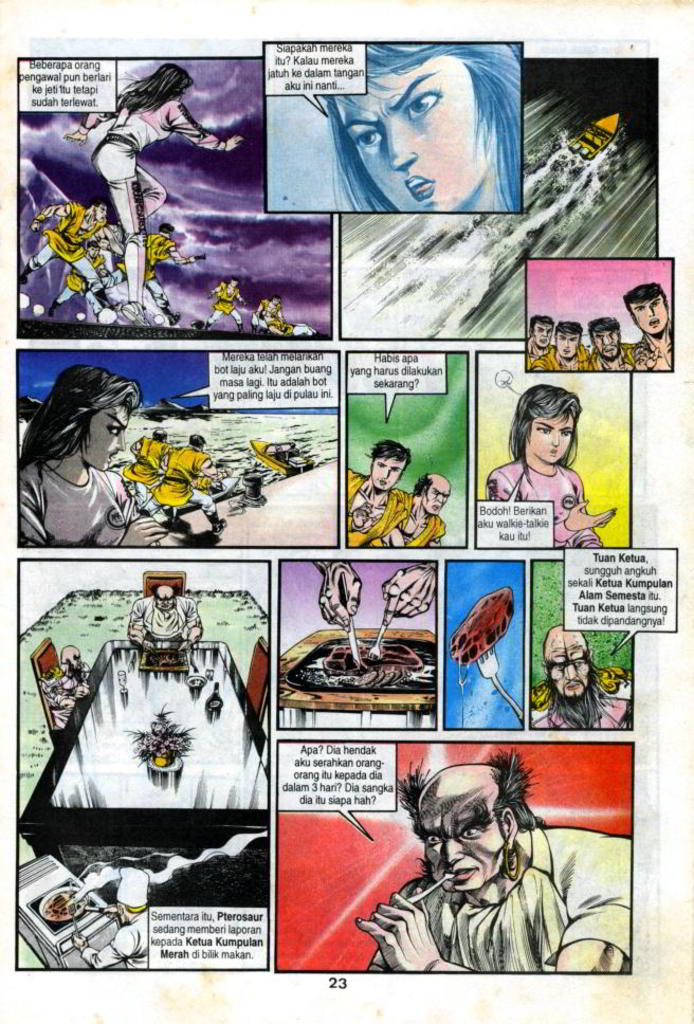 Beberapa orang
pengawal pun berlari
ke jeti itu tetapi
sudah terlewat.
Siapakah mereka
itu? Kalau mereka
jatuh ke dalam tangan
aku ini nanti...
Mereka telah melarikan
bot laju aku! Jangan buang
masa lagi. Itu adalah bot
yang paling laju di pulau ini.
Habis apa
yang harus dilakukan
sekarang?
Bodoh! Berikan
aku walkie-talkie
kau itu!
Sementara itu, Pterosaur
sedang memberi laporan
kepada Ketua Kumpulan
Merah di bilik makan.
Tuan Ketua,
sungguh angkuh
sekali Ketua Kumpulan
Alam Semesta itu.
Tuan Ketua langsung
tidak dipandangnya!
Apa? Dia hendak
aku serahkan orang-
orang itu kepada dia
dalam 3 hari? Dia sangka
dia itu siapa hah?
23